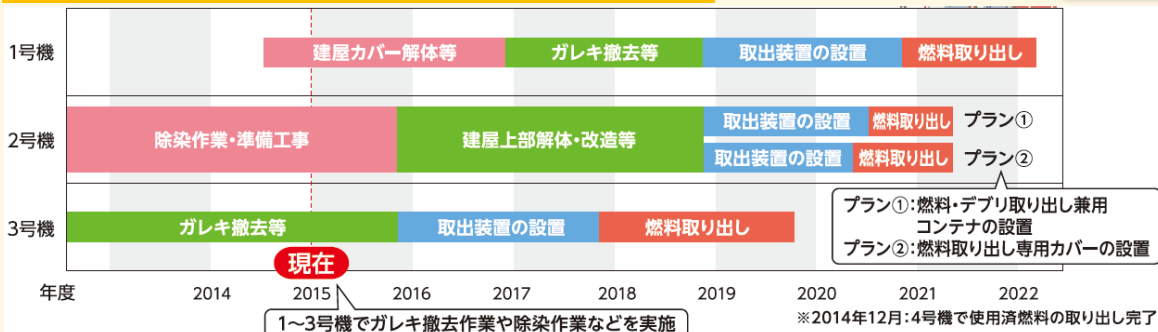 1号機
建屋カバー解体等
ガレキ撤去等
取出装置の設置
燃料取り出し
2号機
除染作業・準備工事
建屋上部解体・改造等
取出装置の設置
燃料取り出し
プラン①
取出装置の設置
燃料取り出し
プラン②
プラン①:燃料・デブリ取り出し兼用
コンテナの設置
プラン②:燃料取り出し専用カバーの設置
3号機
ガレキ撤去等
取出装置の設置
燃料取り出し
現在
年度 2014 2015 2016 2017 2018 2019 2020 2021 2022
1～3号機でガレキ撤去作業や除染作業などを実施
※2014年12月:4号機で使用済燃料の取り出し完了